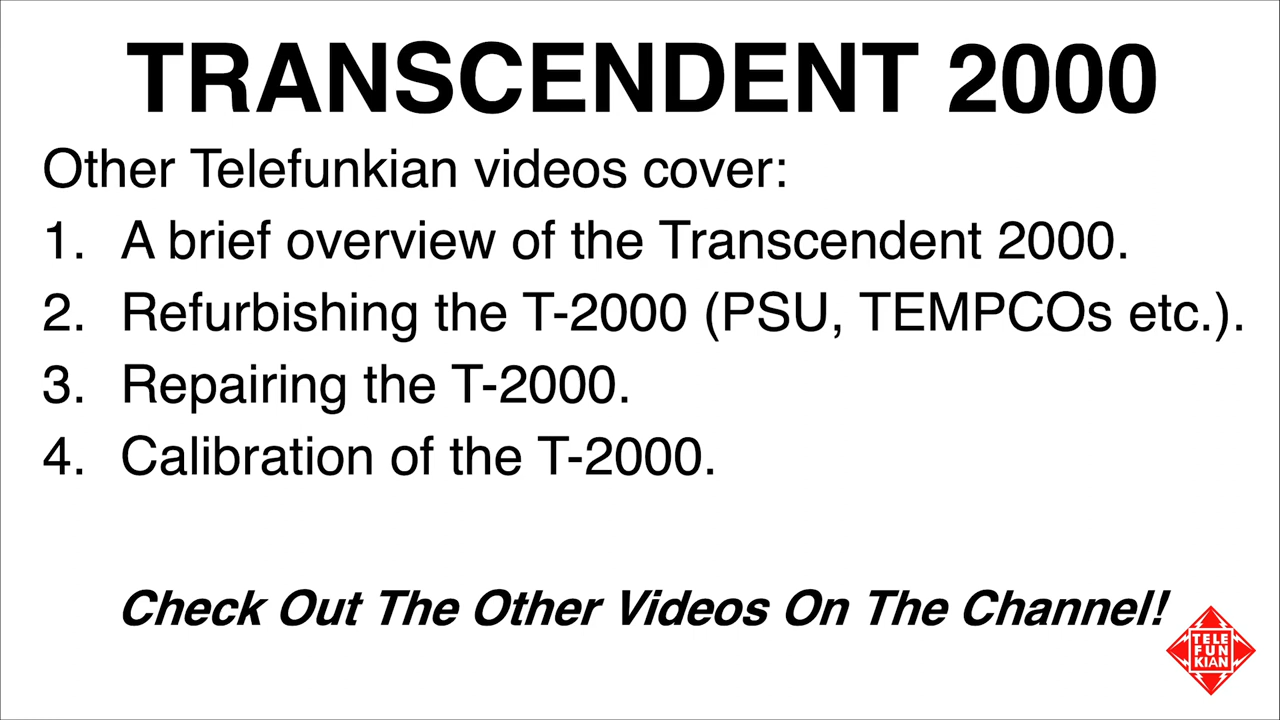 TRANSCENDENT 2000
Other Telefunkian videos cover:
1. A brief overview of the Transcendent 2000.
2. Refurbishing the T-2000 (PSU, TEMPCOs etc.).
3. Repairing the T-2000.
4. Calibration of the T-2000.
Check Out The Other Videos On The Channel!
TELE
FUN
KIAN